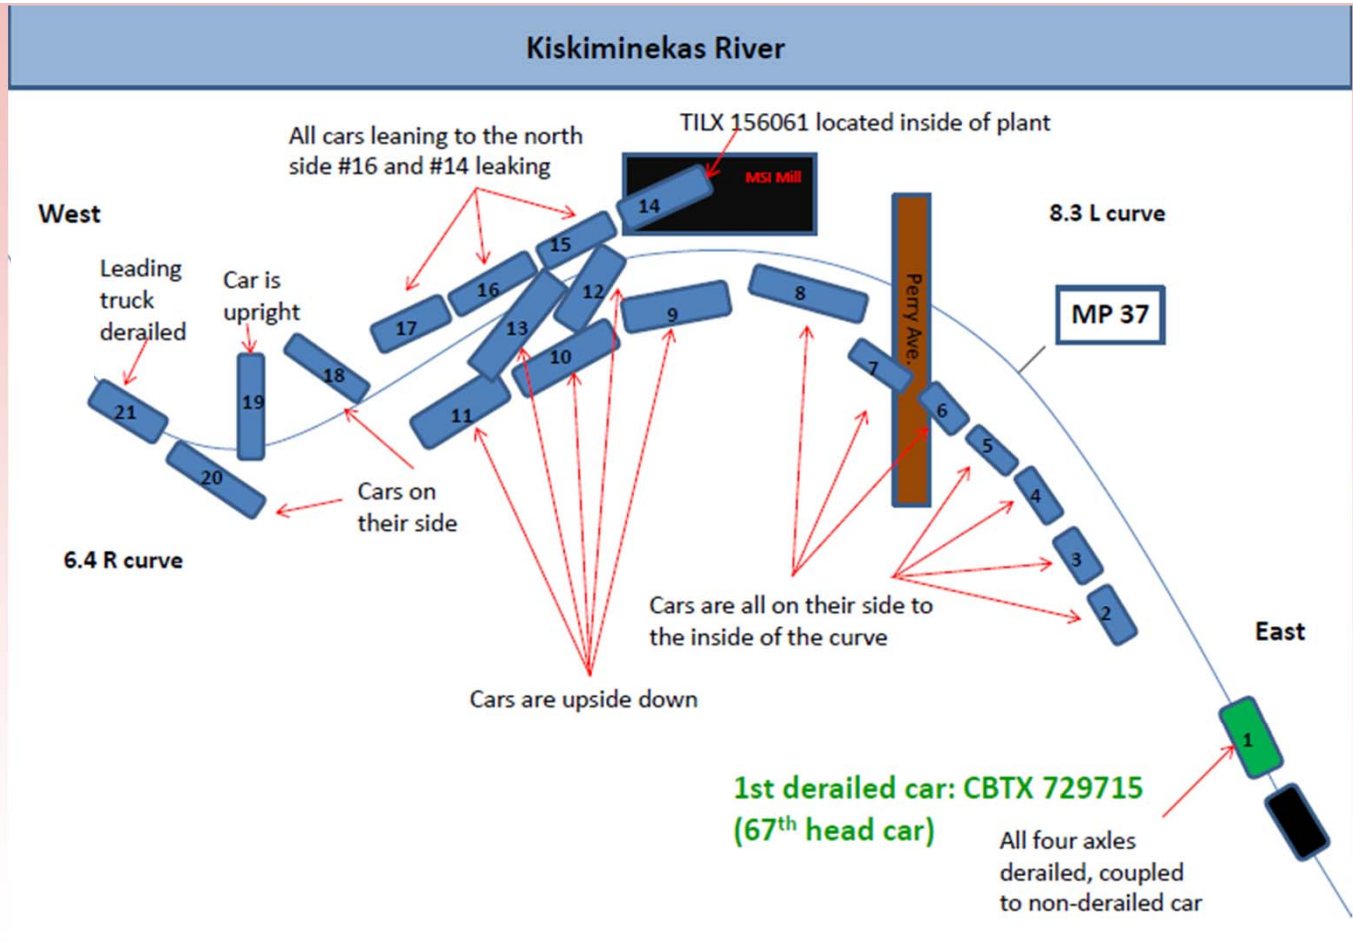 Kiskiminekas River
All cars leaning to the north
side #16 and #14 leaking
TILX 156061 located inside of plant
MSI Mill
14
West
8.3 L curve
15
Leading
truck
derailed
Car is
upright
Perry Ave.
16
12
8
9
MP 37
17
13
18
10
7
21
19
11
6
20
5
Cars on
their side
4
6.4 R curve
3
Cars are all on their side to
the inside of the curve
2
East
Cars are upside down
1
1st derailed car: CBTX 729715
(67th head car)
All four axles
derailed, coupled
to non-derailed car